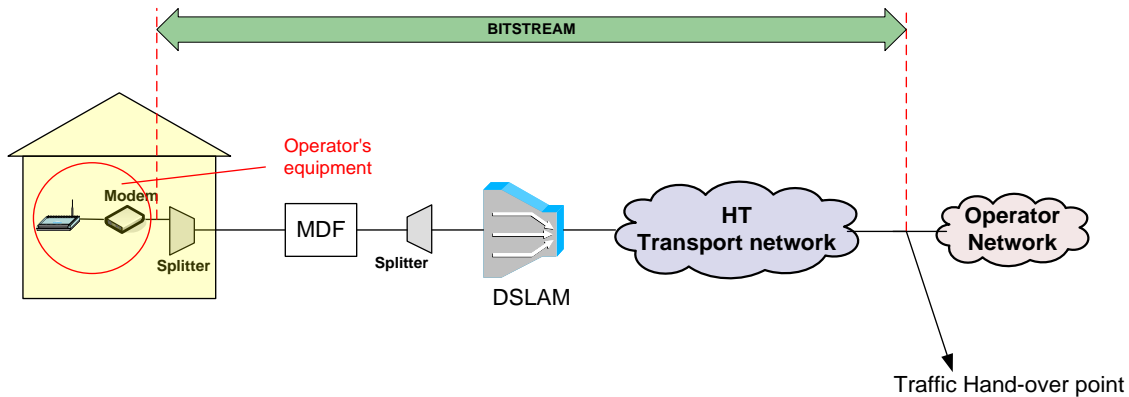 BITSTREAM
Operator's
equipment
Modem
Splitter
MDF
Splitter
DSLAM
HT
Transport network
Operator
Network
Traffic Hand-over point